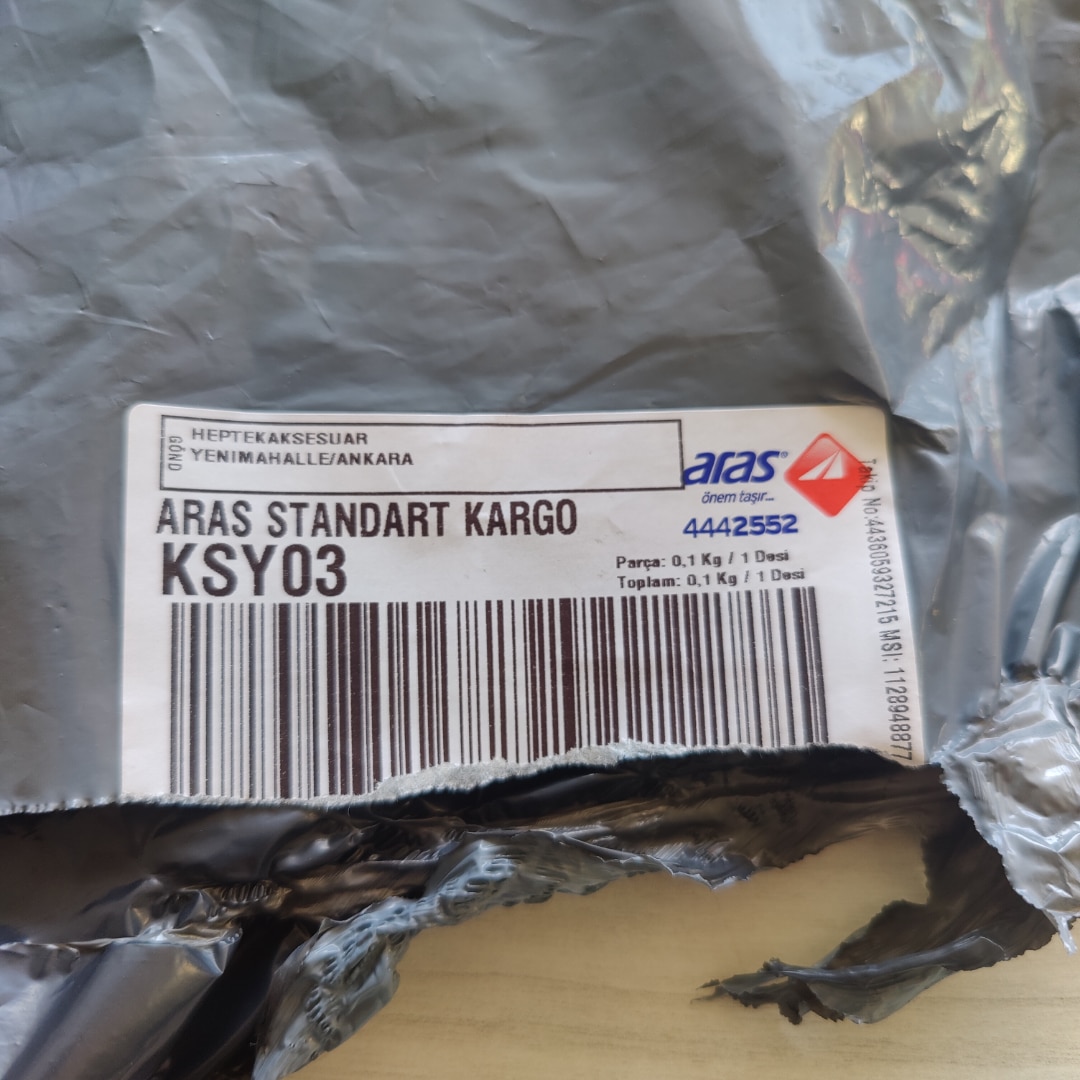 GÖND
HEPTEKAKSESUAR
YENIMAHALLE/ANKARA
aras®
önem taşır...
4442552
ARAS STANDART KARGO
KSY03
Parça: 0,1 Kg / 1 Desi
Toplam: 0,1 Kg / 1 Desi
Takip No:4436059327215 MSI: 1128948877